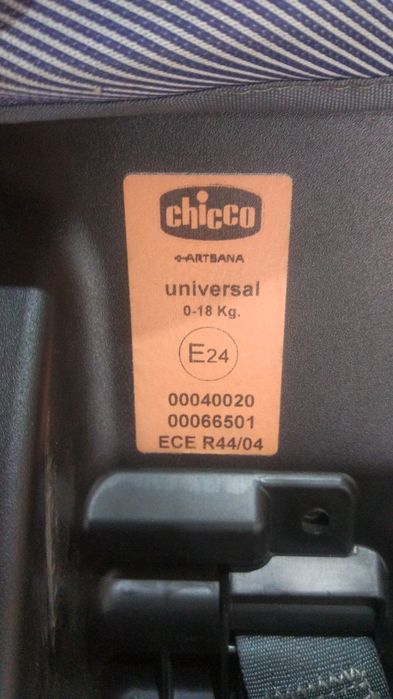 chicco
ARTSANA
universal
0-18 Kg.
E24
00040020
00066501
ECE R44/04